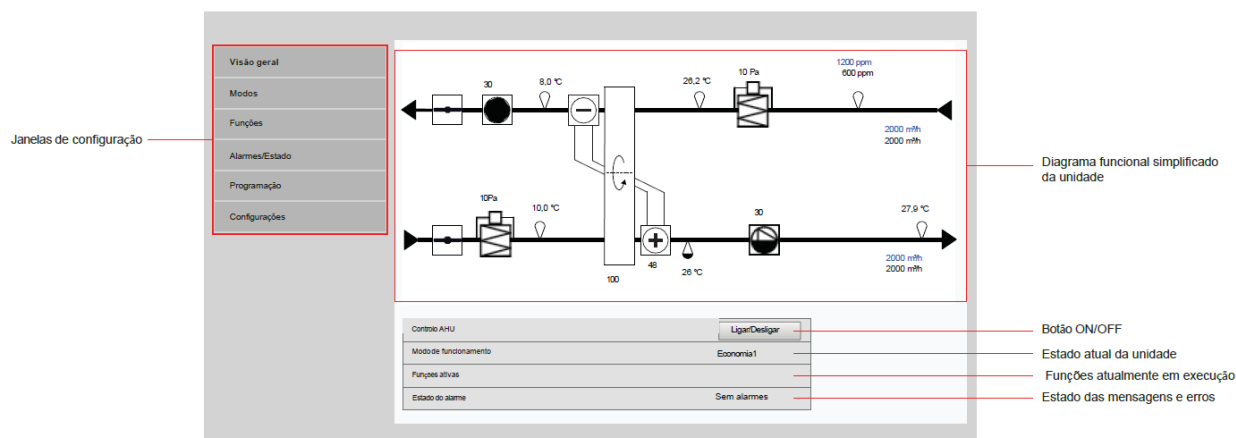 Janelas de configuração
Visão geral
Modos
Funções
Alarmes/Estado
Programação
Configurações
1200 ppm
600 ppm
30
8,0 °C
26,2 °C
10 Pa
2000 m³/h
2000 m³/h
10Pa
10,0 °C
30
27,9 °C
48
26 °C
100
2000 m³/h
2000 m³/h
Diagrama funcional simplificado
da unidade
Controlo AHU
Ligar/Desligar
Botão ON/OFF
Modo de funcionamento
Economia1
Estado atual da unidade
Funções ativas
Funções atualmente em execução
Estado do alarme
Sem alarmes
Estado das mensagens e erros